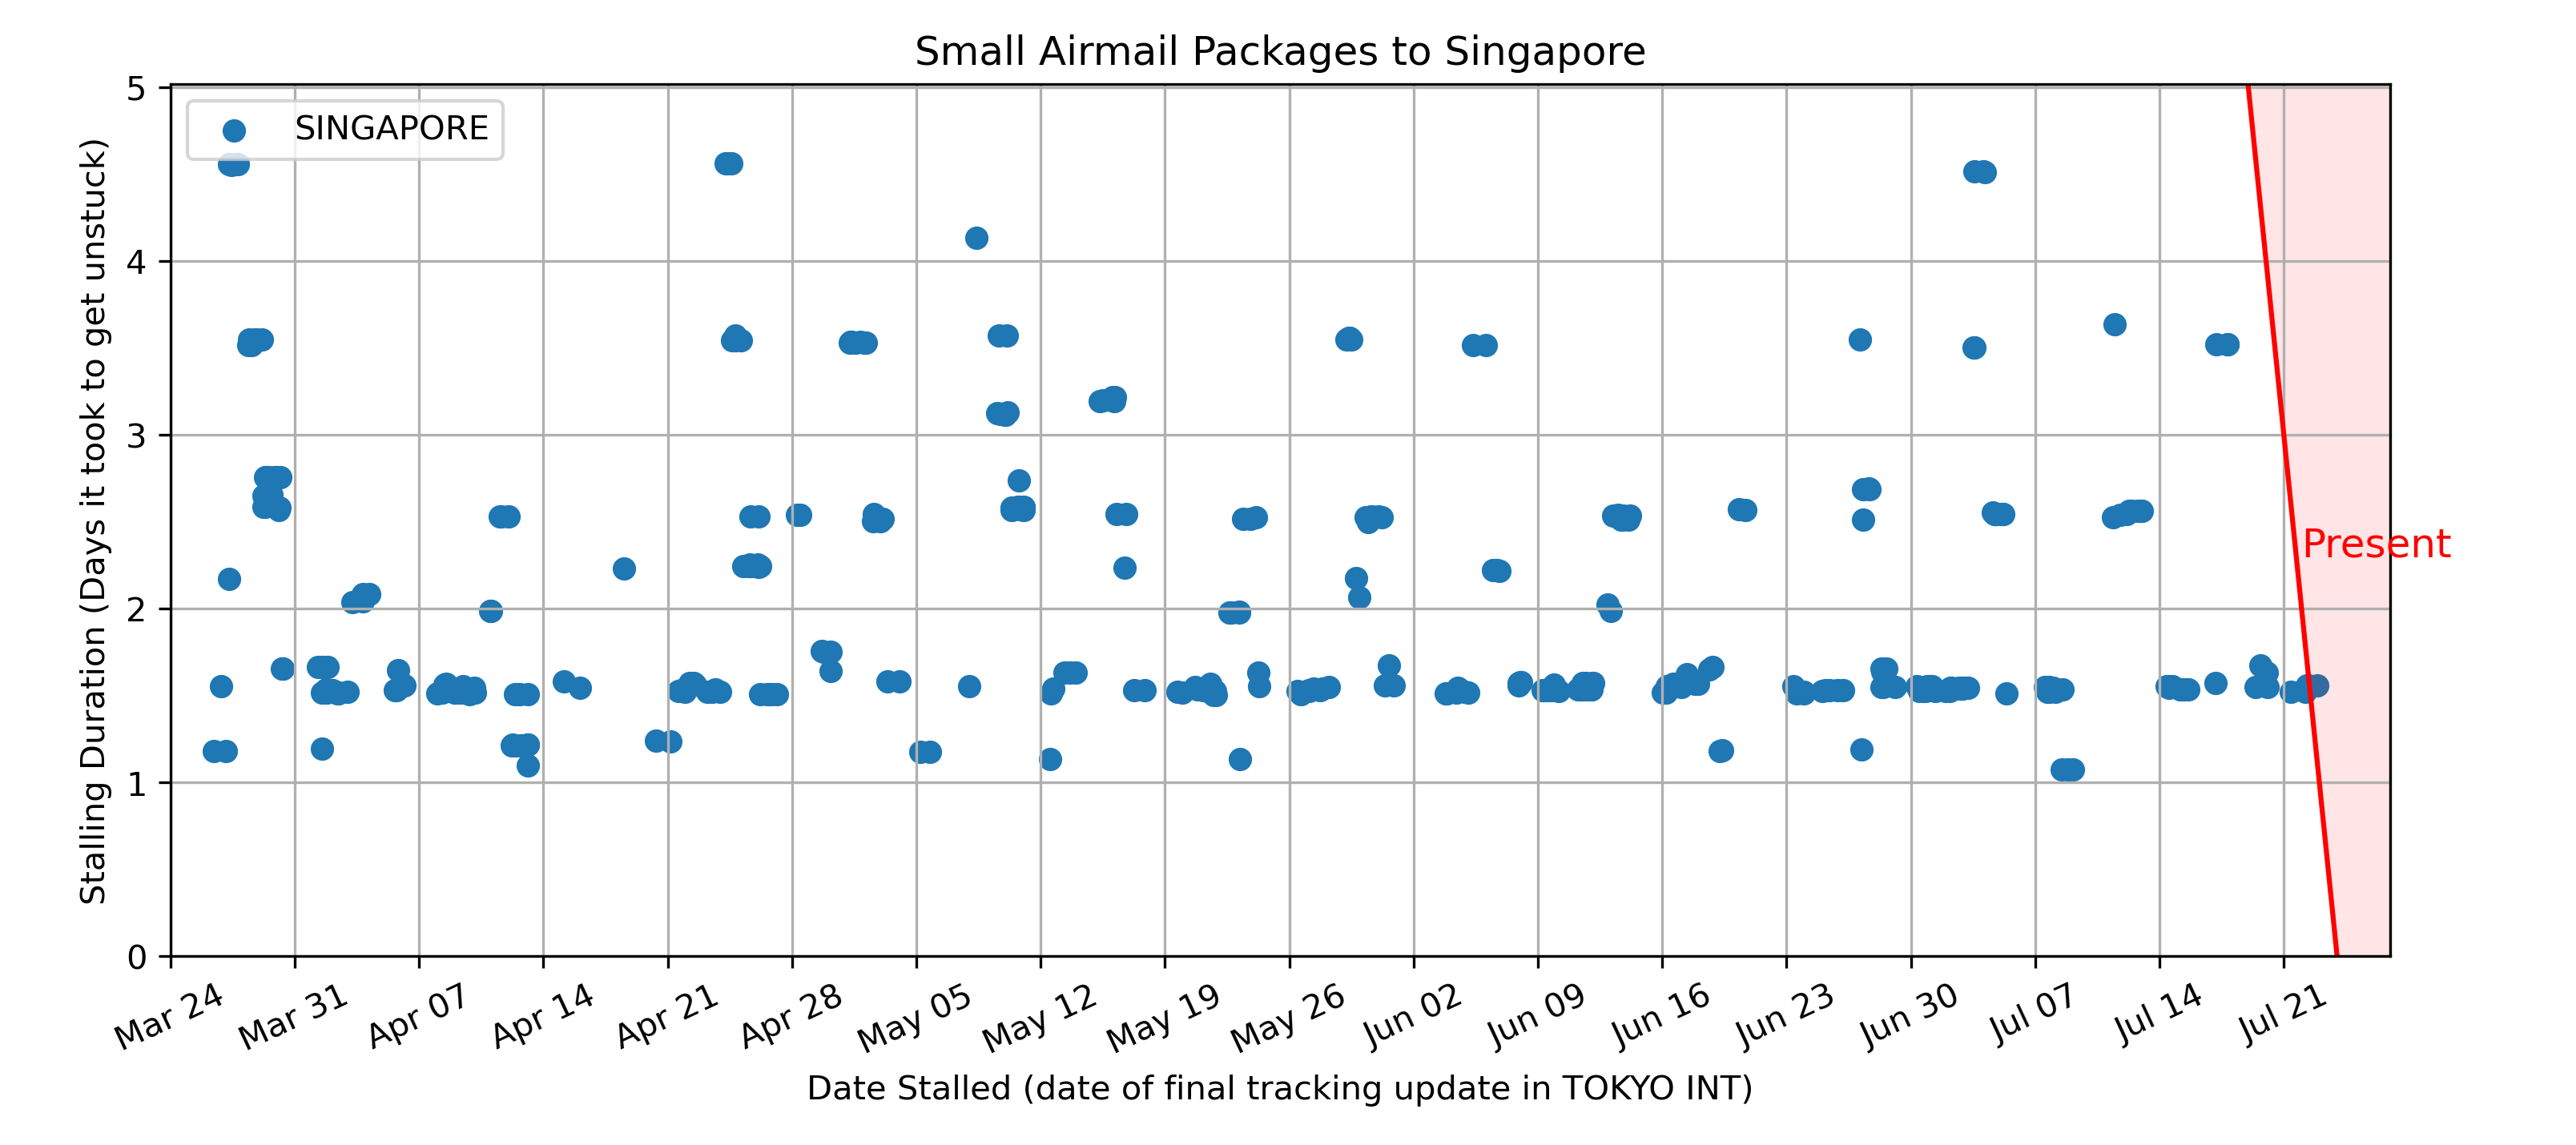 Small Airmail Packages to Singapore
SINGAPORE
Stalling Duration (Days it took to get unstuck)
5
4
3
2
1
0
Present
Mar 24
Mar 31
Apr 07
Apr 14
Apr 21
Apr 28
May 05
May 12
May 19
May 26
Jun 02
Jun 09
Jun 16
Jun 23
Jun 30
Jul 07
Jul 14
Jul 21
Date Stalled (date of final tracking update in TOKYO INT)